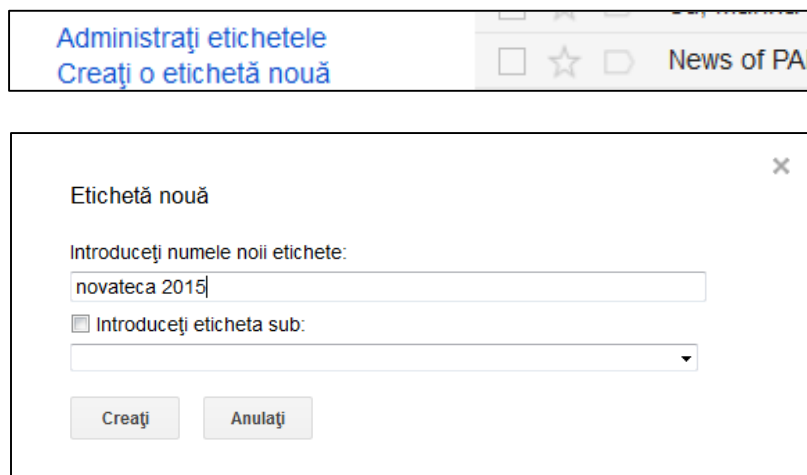 Administraţi etichetele
Creaţi o etichetă nouă
News of
Etichetă nouă
Introduceţi numele noii etichete:
novateca 2015
Introduceţi eticheta sub:
Creaţi
Anulaţi